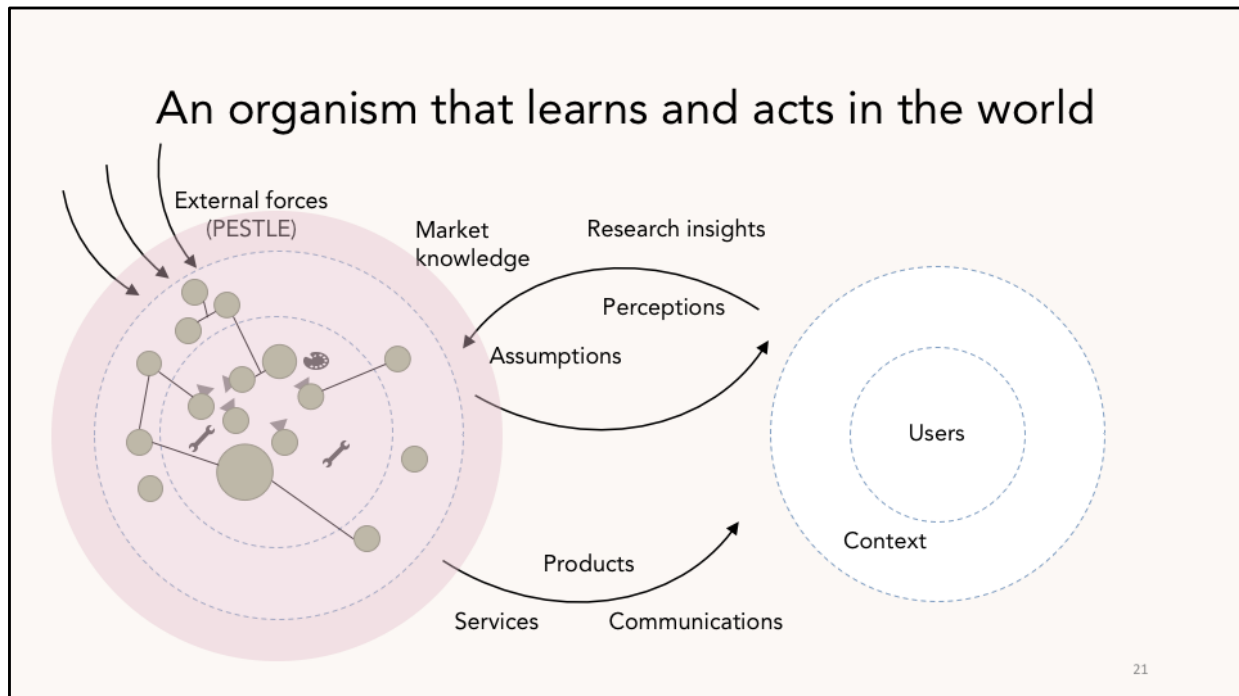 An organism that learns and acts in the world
External forces
(PESTLE)
Market
knowledge
Research insights
Perceptions
Assumptions
Users
Context
Products
Services
Communications
21